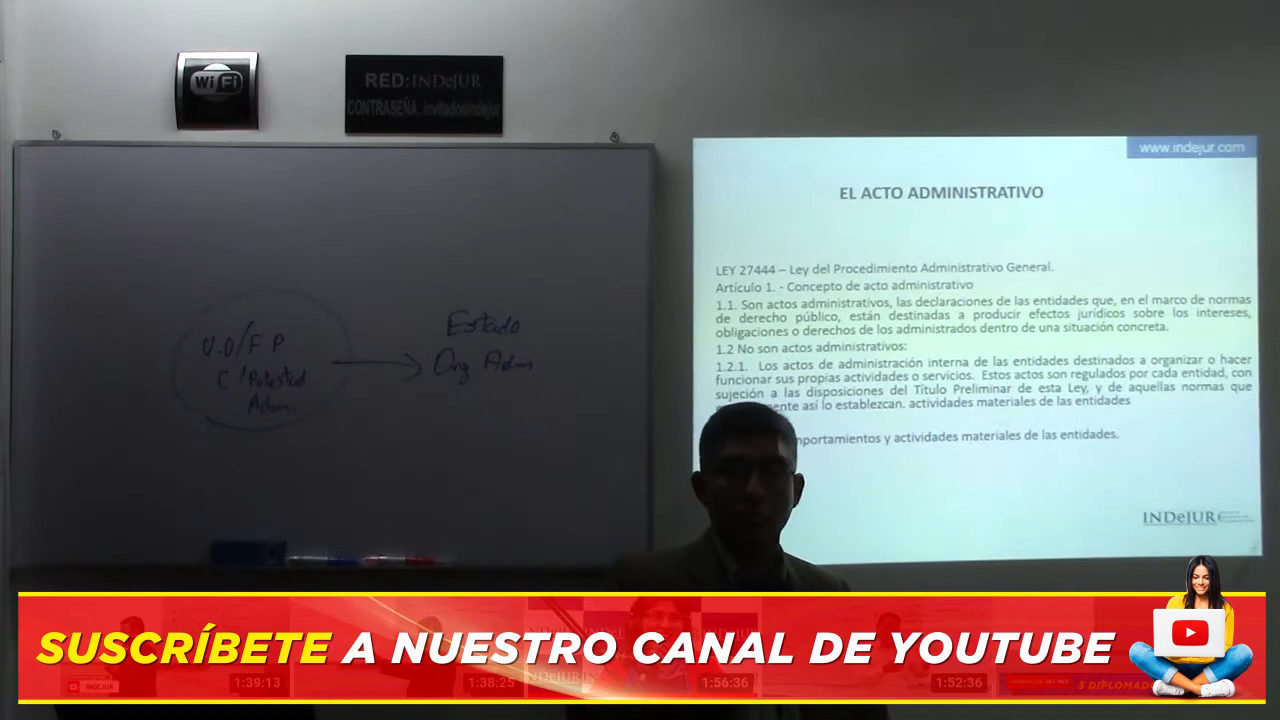 WiFi
RED: INDeJUR
CONTRASEÑA: invitadosindejur
www.indejur.com
EL ACTO ADMINISTRATIVO
LEY 27444 – Ley del Procedimiento Administrativo General.
Artículo 1. - Concepto de acto administrativo
1.1. Son actos administrativos, las declaraciones de las entidades que, en el marco de normas
de derecho público, están destinadas a producir efectos jurídicos sobre los intereses,
obligaciones o derechos de los administrados dentro de una situación concreta.
1.2 No son actos administrativos:
1.2.1. Los actos de administración interna de las entidades destinados a organizar o hacer
funcionar sus propias actividades o servicios. Estos actos son regulados por cada entidad, con
sujeción a las disposiciones del Título Preliminar de esta Ley, y de aquellas normas que
así lo establezcan. actividades materiales de las entidades
y actividades materiales de las entidades.
INDeJUR
Estado
Org Adm
U.O/F P
C/Potestad
Adm.
SUSCRÍBETE A NUESTRO CANAL DE YOUTUBE
INDEJUR
1:39:13
1:38:25
1:56:36
1:52:36
3 DIPLOMAD